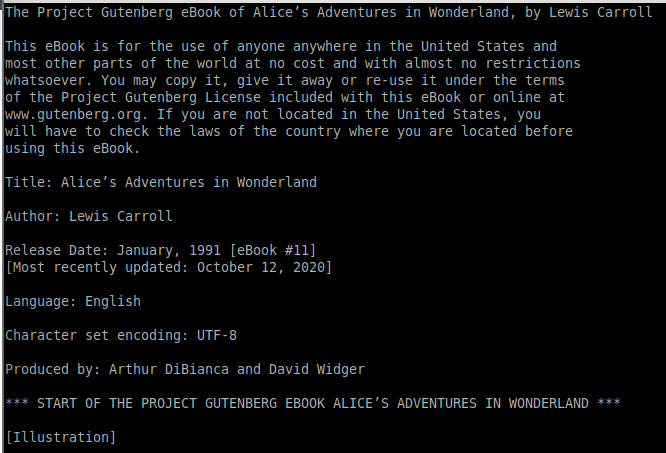 The Project Gutenberg eBook of Alice’s Adventures in Wonderland, by Lewis Carroll
This eBook is for the use of anyone anywhere in the United States and
most other parts of the world at no cost and with almost no restrictions
whatsoever. You may copy it, give it away or re-use it under the terms
of the Project Gutenberg License included with this eBook or online at
www.gutenberg.org. If you are not located in the United States, you
will have to check the laws of the country where you are located before
using this eBook.
Title: Alice’s Adventures in Wonderland
Author: Lewis Carroll
Release Date: January, 1991 [eBook #11]
[Most recently updated: October 12, 2020]
Language: English
Character set encoding: UTF-8
Produced by: Arthur DiBianca and David Widger
*** START OF THE PROJECT GUTENBERG EBOOK ALICE’S ADVENTURES IN WONDERLAND ***
[Illustration]